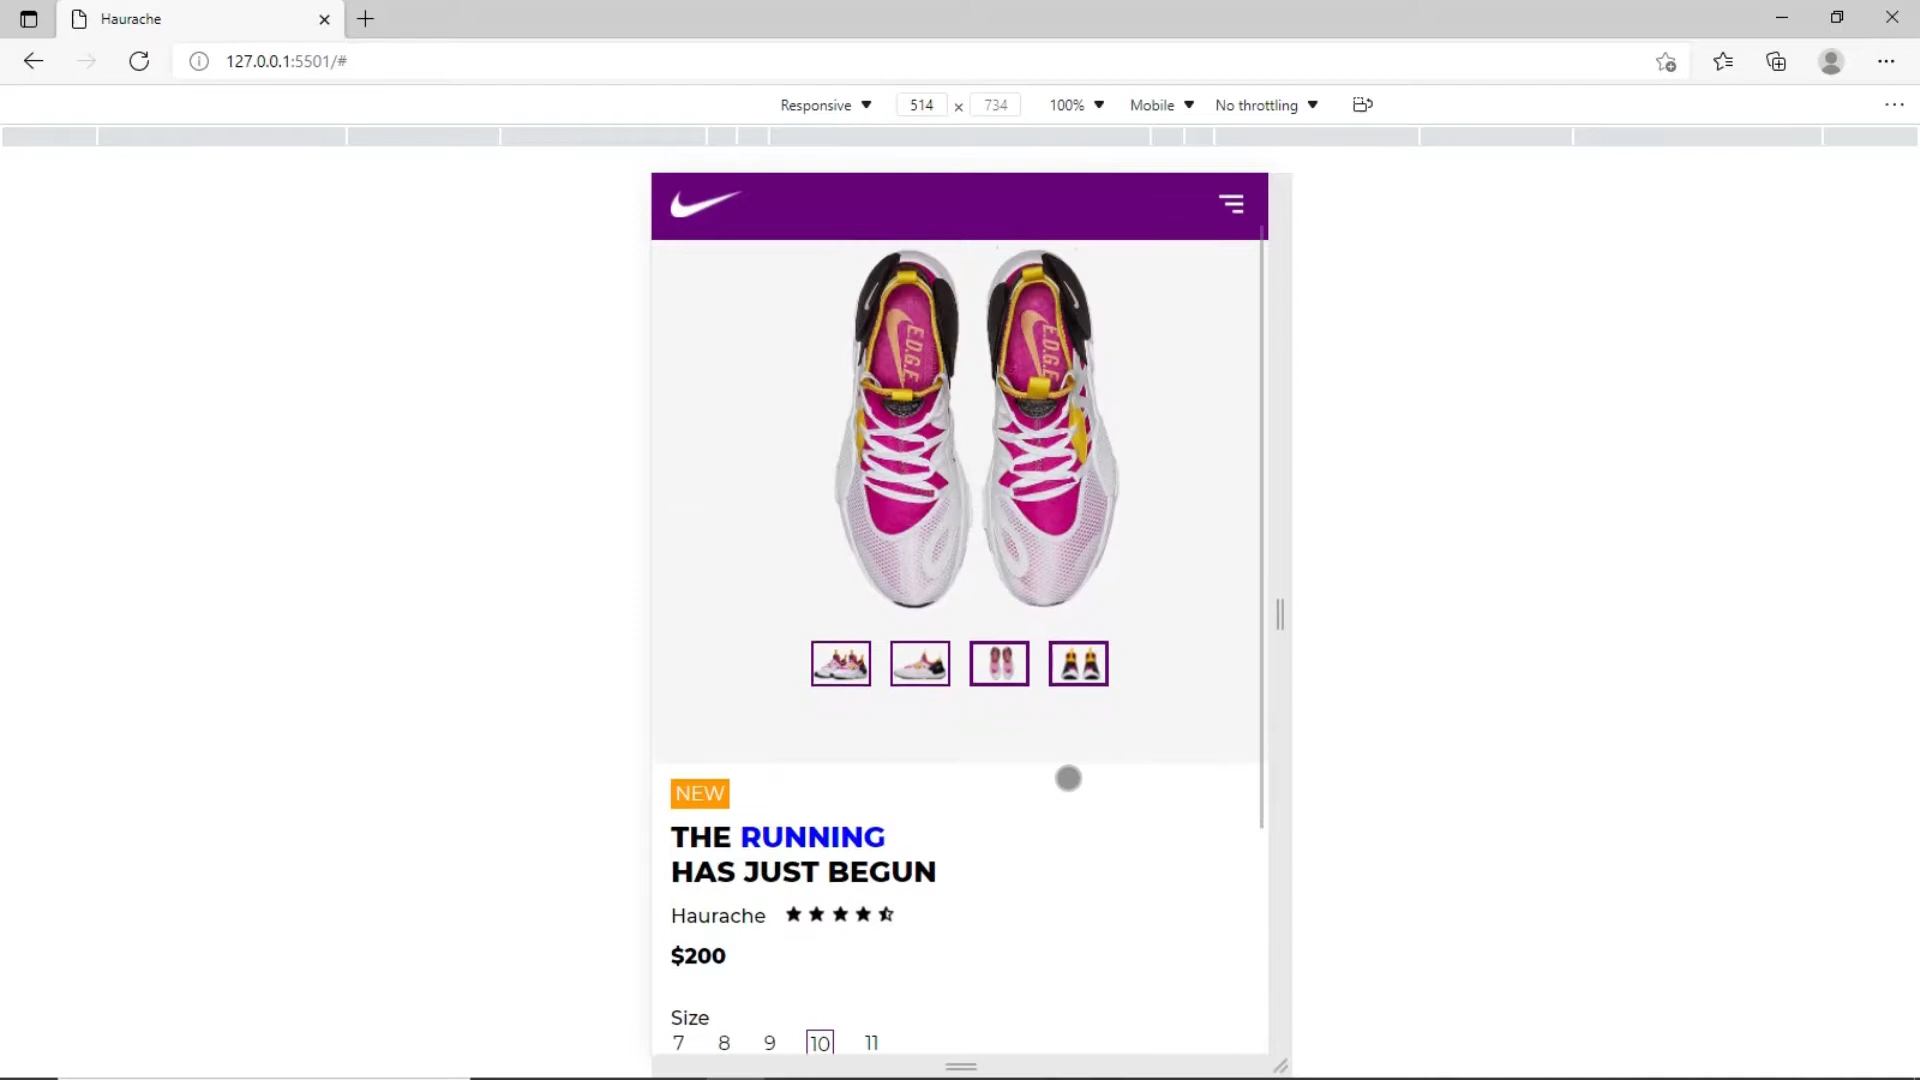 Haurache
127.0.0.1:5501/#
Responsive 514 x 734 100% Mobile No throttling
E.D.G.E E.D.G.E
NEW
THE RUNNING
HAS JUST BEGUN
Haurache
$200
Size
7 8 9 10 11